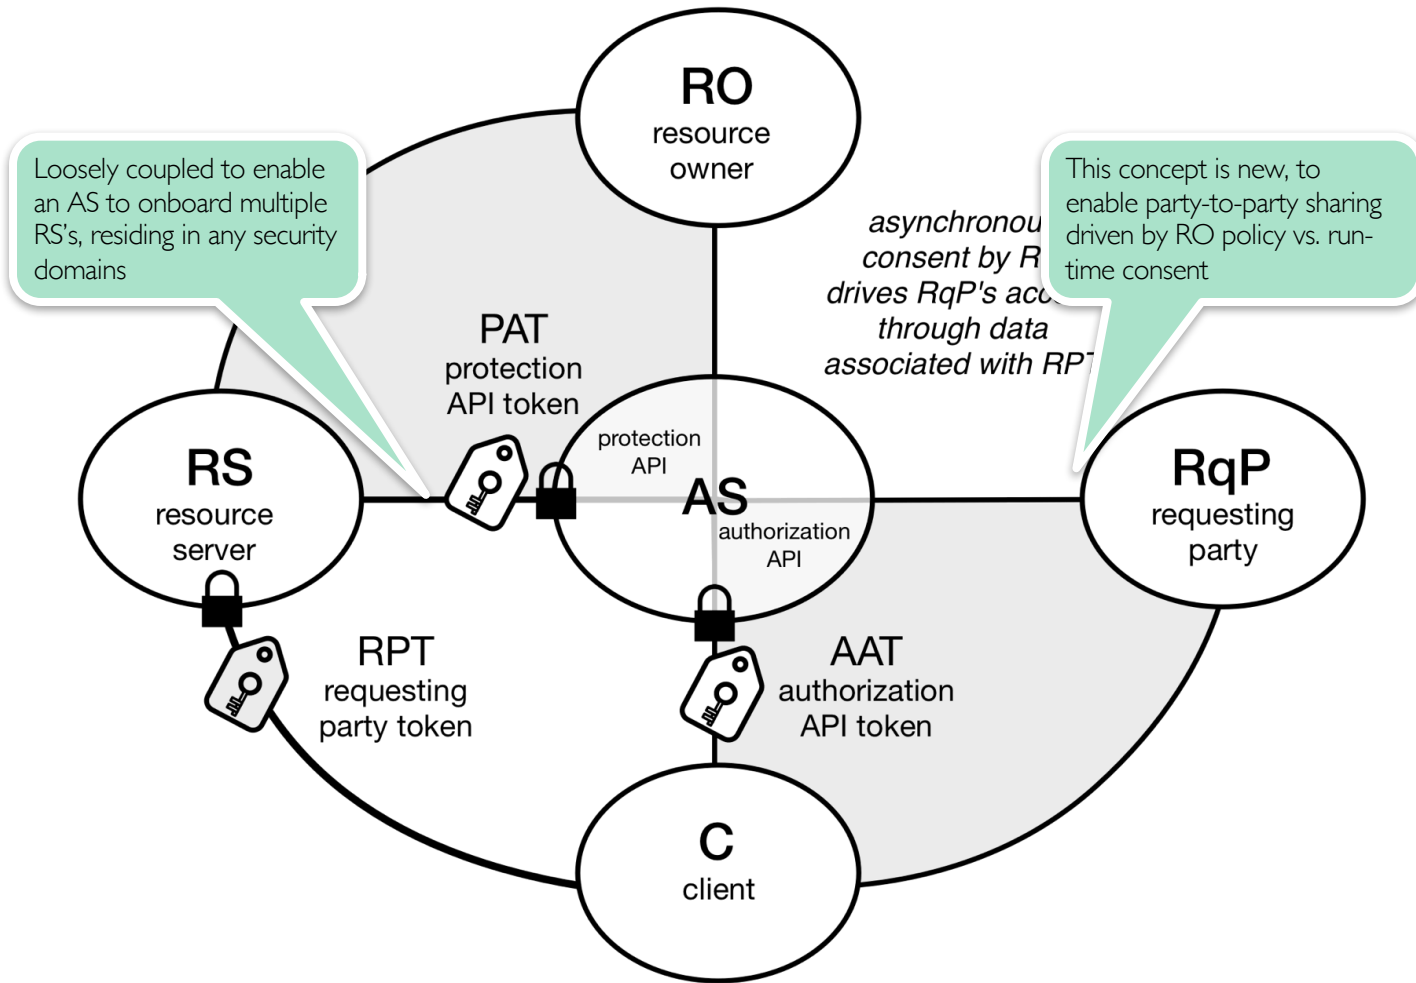 RO
resource
owner
Loosely coupled to enable
an AS to onboard multiple
RS's, residing in any security
domains
This concept is new, to
enable party-to-party sharing
driven by RO policy vs. run-
time consent
consent by
drives RqP's
through data
associated with
PAT
protection
API token
protection
API
AS
authorization
API
RS
resource
server
RqP
requesting
party
RPT
requesting
party token
AAT
authorization
API token
C
client